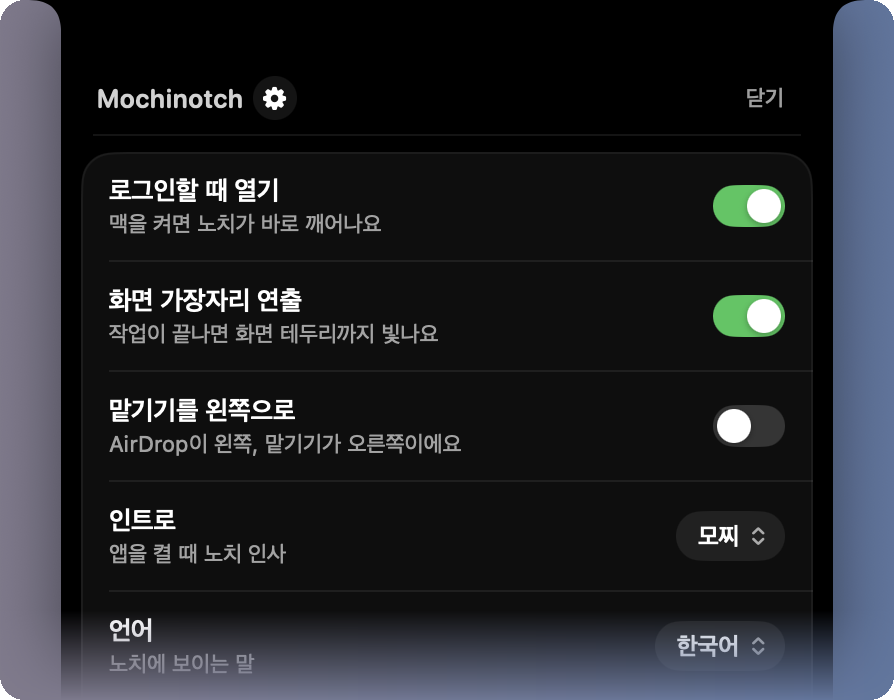 Mochinotch
닫기
로그인할 때 열기
맥을 켜면 노치가 바로 깨어나요
화면 가장자리 연출
작업이 끝나면 화면 테두리까지 빛나요
맡기기를 왼쪽으로
AirDrop이 왼쪽, 맡기기가 오른쪽이에요
인트로
앱을 켤 때 노치 인사
모찌
언어
노치에 보이는 말
한국어